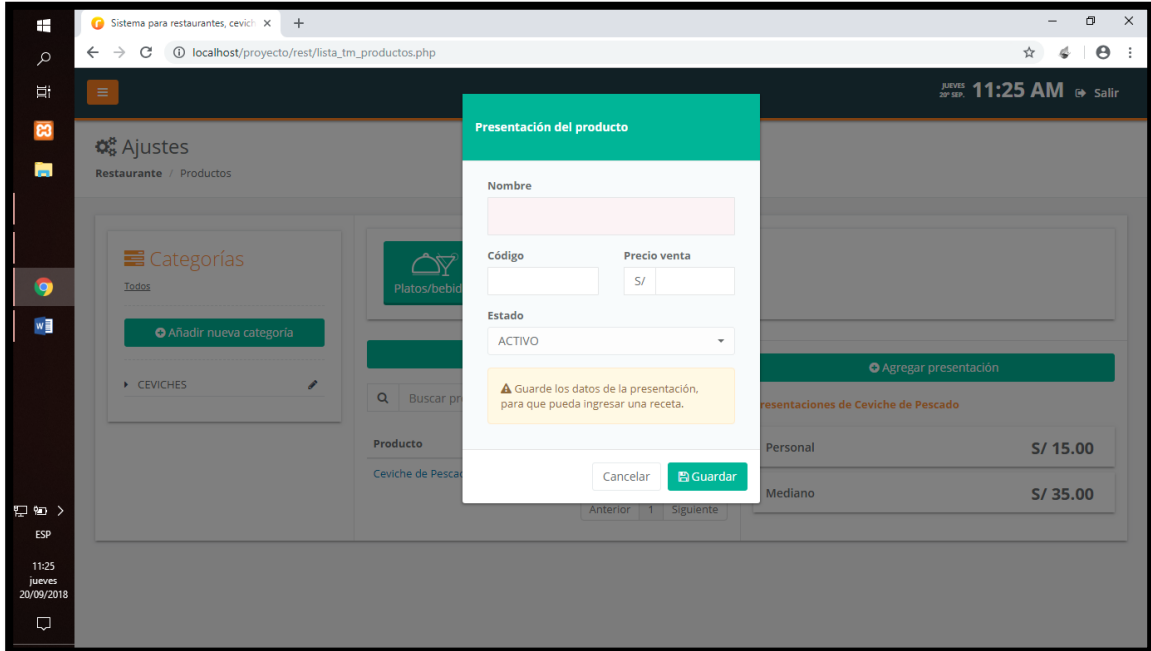 Sistema para restaurantes, cevich
localhost/proyecto/rest/lista_tm_productos.php
JUEVES
20º SEP.
11:25 AM
Salir
Ajustes
Restaurante / Productos
Categorías
Todos
Añadir nueva categoría
CEVICHES
Platos/bebid
Buscar pr
Producto
Ceviche de Pescad
Anterior 1 Siguiente
Presentación del producto
Nombre
Código Precio venta
S/
Estado
ACTIVO
Guarde los datos de la presentación,
para que pueda ingresar una receta.
Cancelar Guardar
Agregar presentación
resentaciones de Ceviche de Pescado
Personal S/ 15.00
Mediano S/ 35.00
ESP
11:25
jueves
20/09/2018